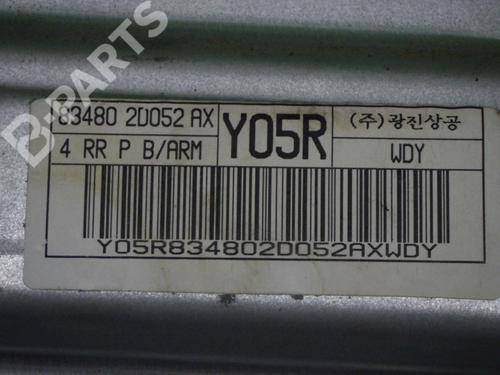 B-PARTS
83480 2D052 AX
Y05R
(주)광진상공
4 RR P B/ARM
WDY
Y05R834802D052AXWDY